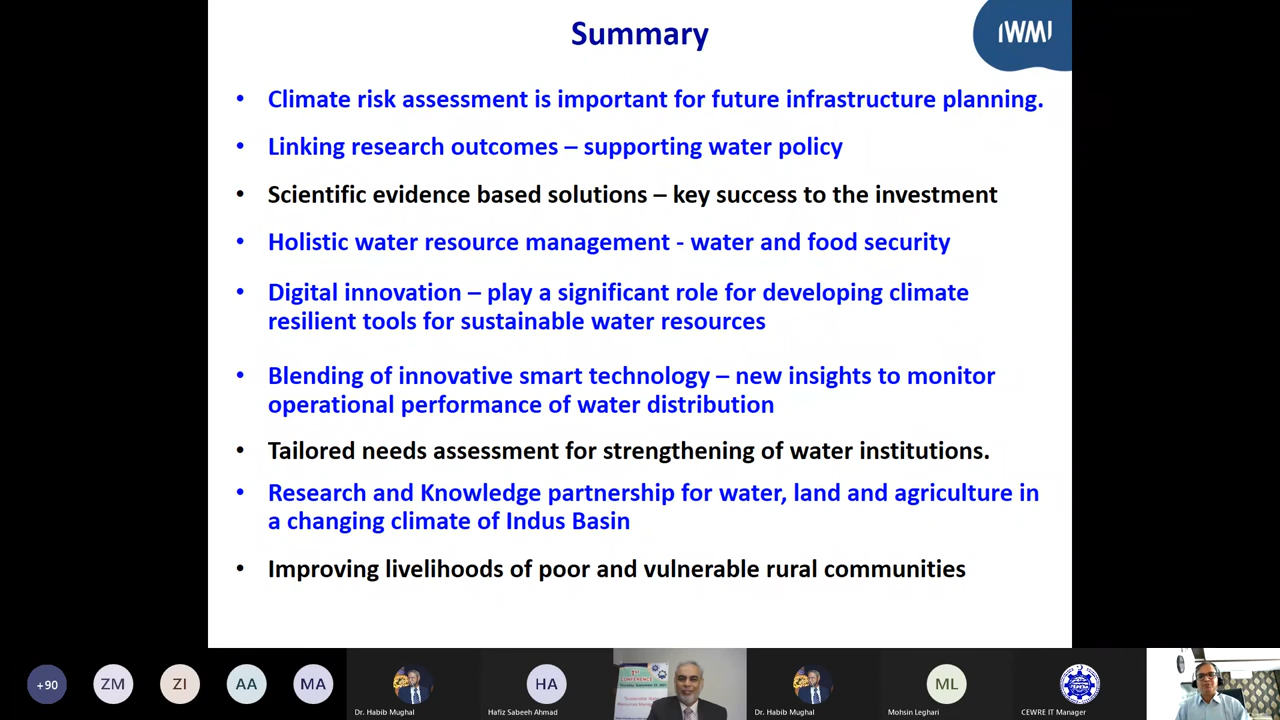 Summary
IWMI
• Climate risk assessment is important for future infrastructure planning.
• Linking research outcomes – supporting water policy
• Scientific evidence based solutions – key success to the investment
• Holistic water resource management - water and food security
• Digital innovation – play a significant role for developing climate
resilient tools for sustainable water resources
• Blending of innovative smart technology – new insights to monitor
operational performance of water distribution
• Tailored needs assessment for strengthening of water institutions.
• Research and Knowledge partnership for water, land and agriculture in
a changing climate of Indus Basin
• Improving livelihoods of poor and vulnerable rural communities
+90
ZM
ZI
AA
MA
Dr. Habib Mughal
HA
Hafiz Sabeeh Ahmad
Dr. Habib Mughal
ML
Mohsin Leghari
CEWRE IT Manager